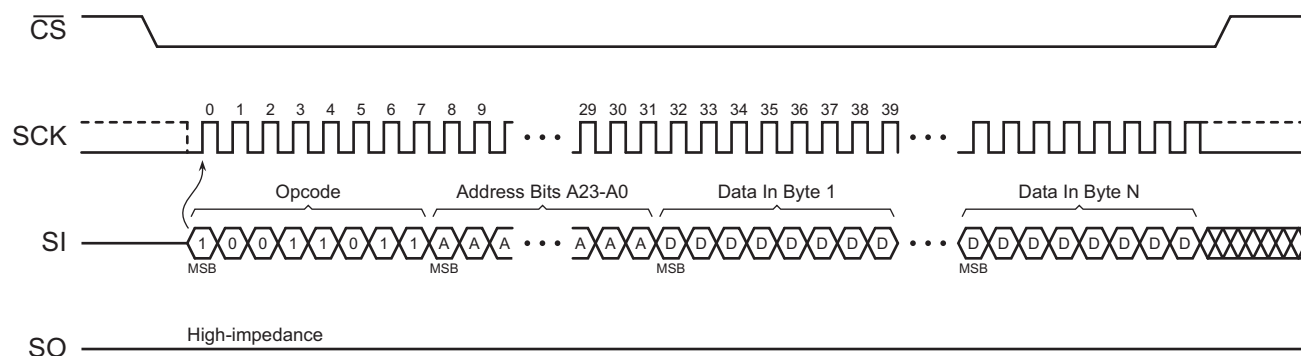 CS
0 1 2 3 4 5 6 7 8 9 29 30 31 32 33 34 35 36 37 38 39
SCK
Opcode Address Bits A23-A0 Data In Byte 1 Data In Byte N
SI 1 0 0 1 1 0 1 1 A A A A A A D D D D D D D D D D D D D D D D
MSB MSB MSB MSB
High-impedance
SO